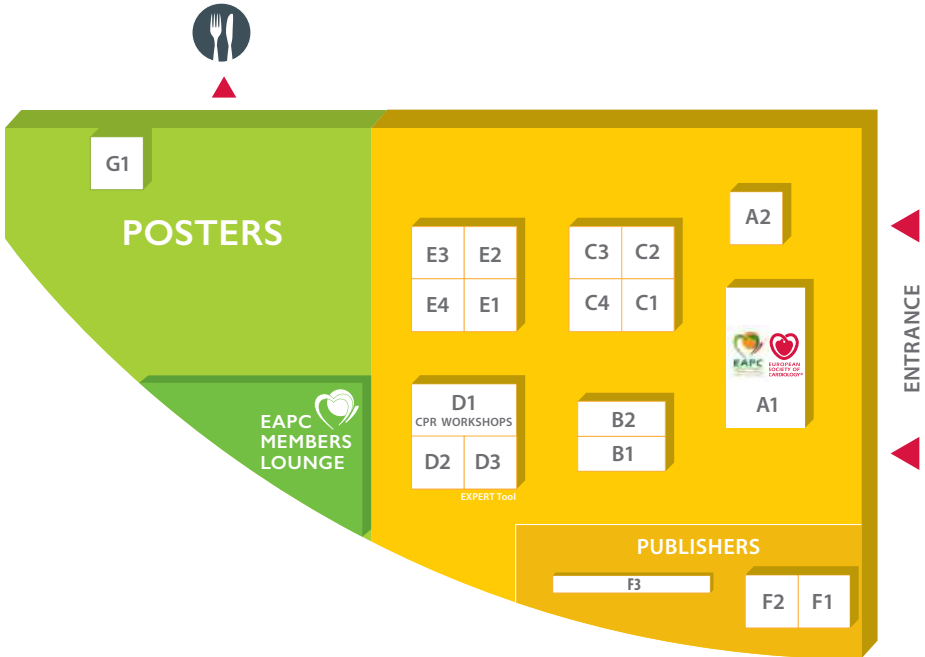 G1
POSTERS
A2
E3 E2
C3 C2
E4 E1
C4 C1
ENTRANCE
EAPC
EUROPEAN
SOCIETY OF
CARDIOLOGY®
A1
D1
CPR WORKSHOPS
D2 D3
EXPERT Tool
B2
B1
EAPC
MEMBERS
LOUNGE
PUBLISHERS
F3
F2 F1